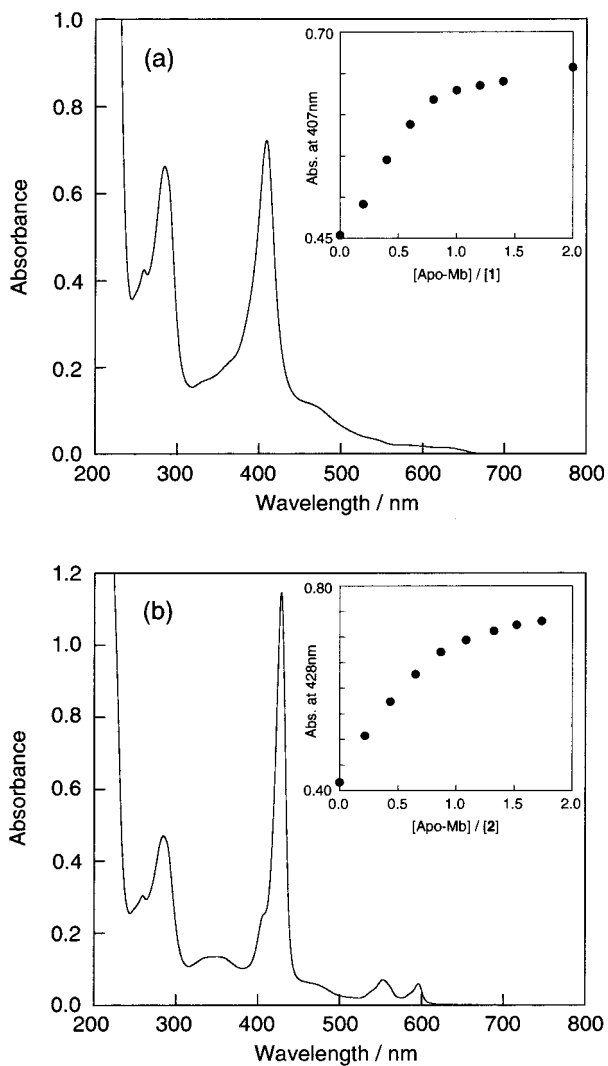 (a)
Absorbance
1.0
0.8
0.6
0.4
0.2
0.0
200 300 400 500 600 700 800
Wavelength / nm
Abs. at 407nm
0.70
0.45
0.0 0.5 1.0 1.5 2.0
[Apo-Mb] / [1]
(b)
Absorbance
1.2
1.0
0.8
0.6
0.4
0.2
0.0
200 300 400 500 600 700 800
Wavelength / nm
Abs. at 428nm
0.80
0.40
0.0 0.5 1.0 1.5 2.0
[Apo-Mb] / [2]